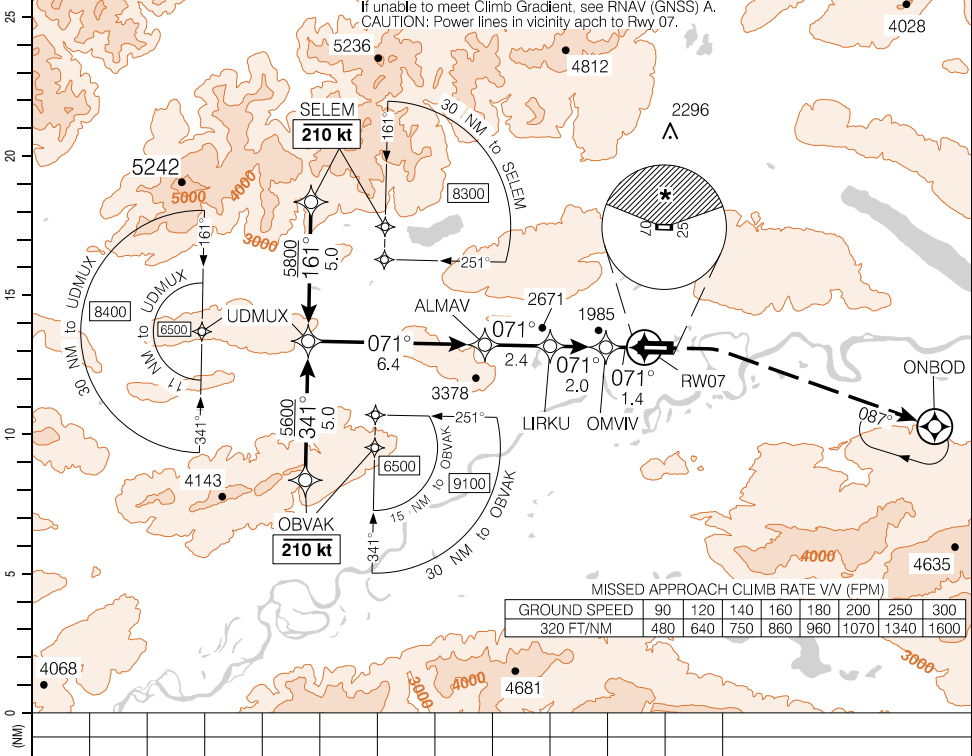 If unable to meet Climb Gradient, see RNAV (GNSS) A.
CAUTION: Power lines in vicinity apch to Rwy 07.
25
4028
5236
4812
SELEM
210 kt
161°
30 NM to SELEM
2296
20
5242
5000
4000
3000
8300
*
07
25
161°
5800
161°
5.0
251°
30 NM to UDMUX
8400
11 NM to UDMUX
6500
UDMUX
15
ALMAV
2671
1985
071°
6.4
071°
2.4
071°
2.0
071°
1.4
RW07
3378
LIRKU
OMVIV
ONBOD
087°
341°
5600
341°
5.0
251°
10
6500
9100
15 NM to OBVAK
30 NM to OBVAK
341°
4143
OBVAK
210 kt
5
4000
4635
MISSED APPROACH CLIMB RATE V/V (FPM)
GROUND SPEED 90 120 140 160 180 200 250 300
320 FT/NM 480 640 750 860 960 1070 1340 1600
4068
3000
4000
4681
3000
0
(NM)